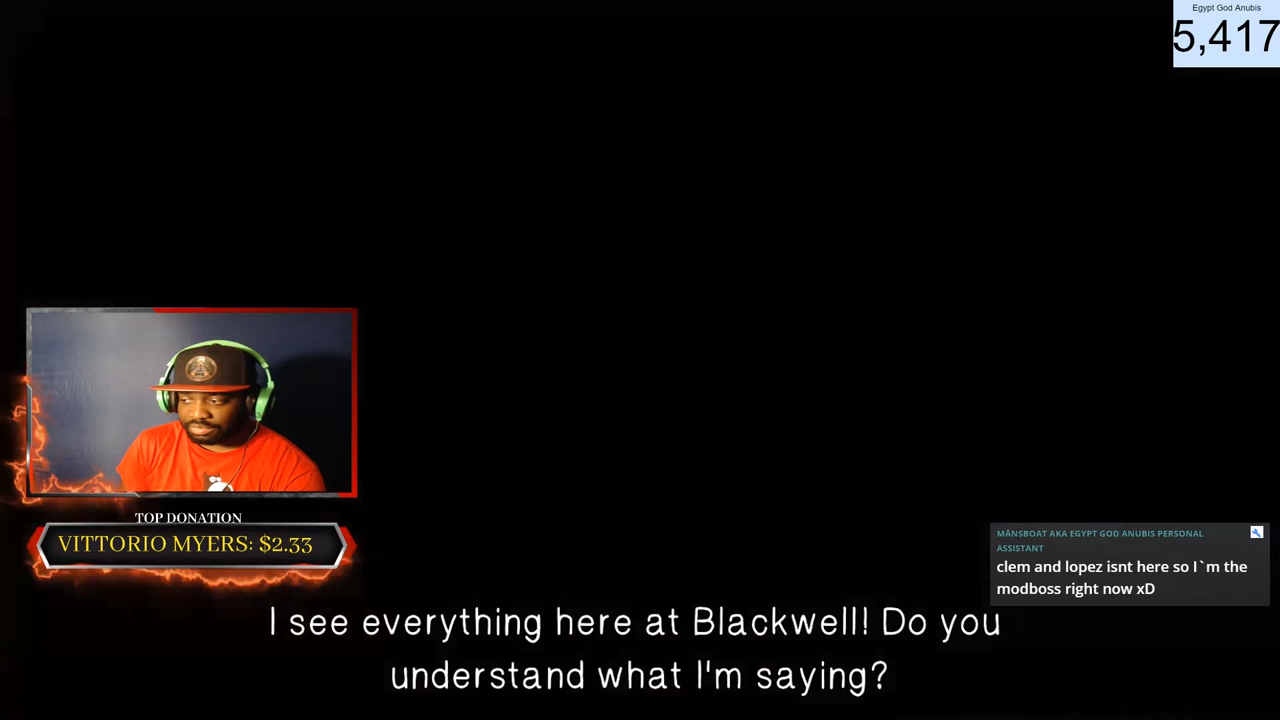 Egypt God Anubis
5,417
TOP DONATION
VITTORIO MYERS: $2.33
MÅNSBOAT AKA EGYPT GOD ANUBIS PERSONAL
ASSISTANT
clem and lopez isnt here so I`m the
modboss right now xD
I see everything here at Blackwell! Do you
understand what I'm saying?